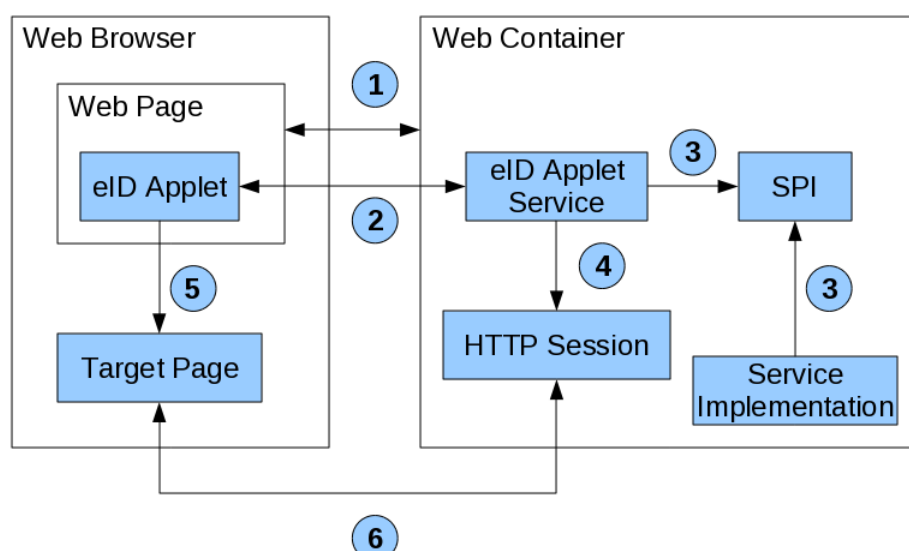 Web Browser
Web Container
Web Page
1
eID Applet
2
eID Applet
Service
3
SPI
5
4
3
Target Page
HTTP Session
Service
Implementation
6